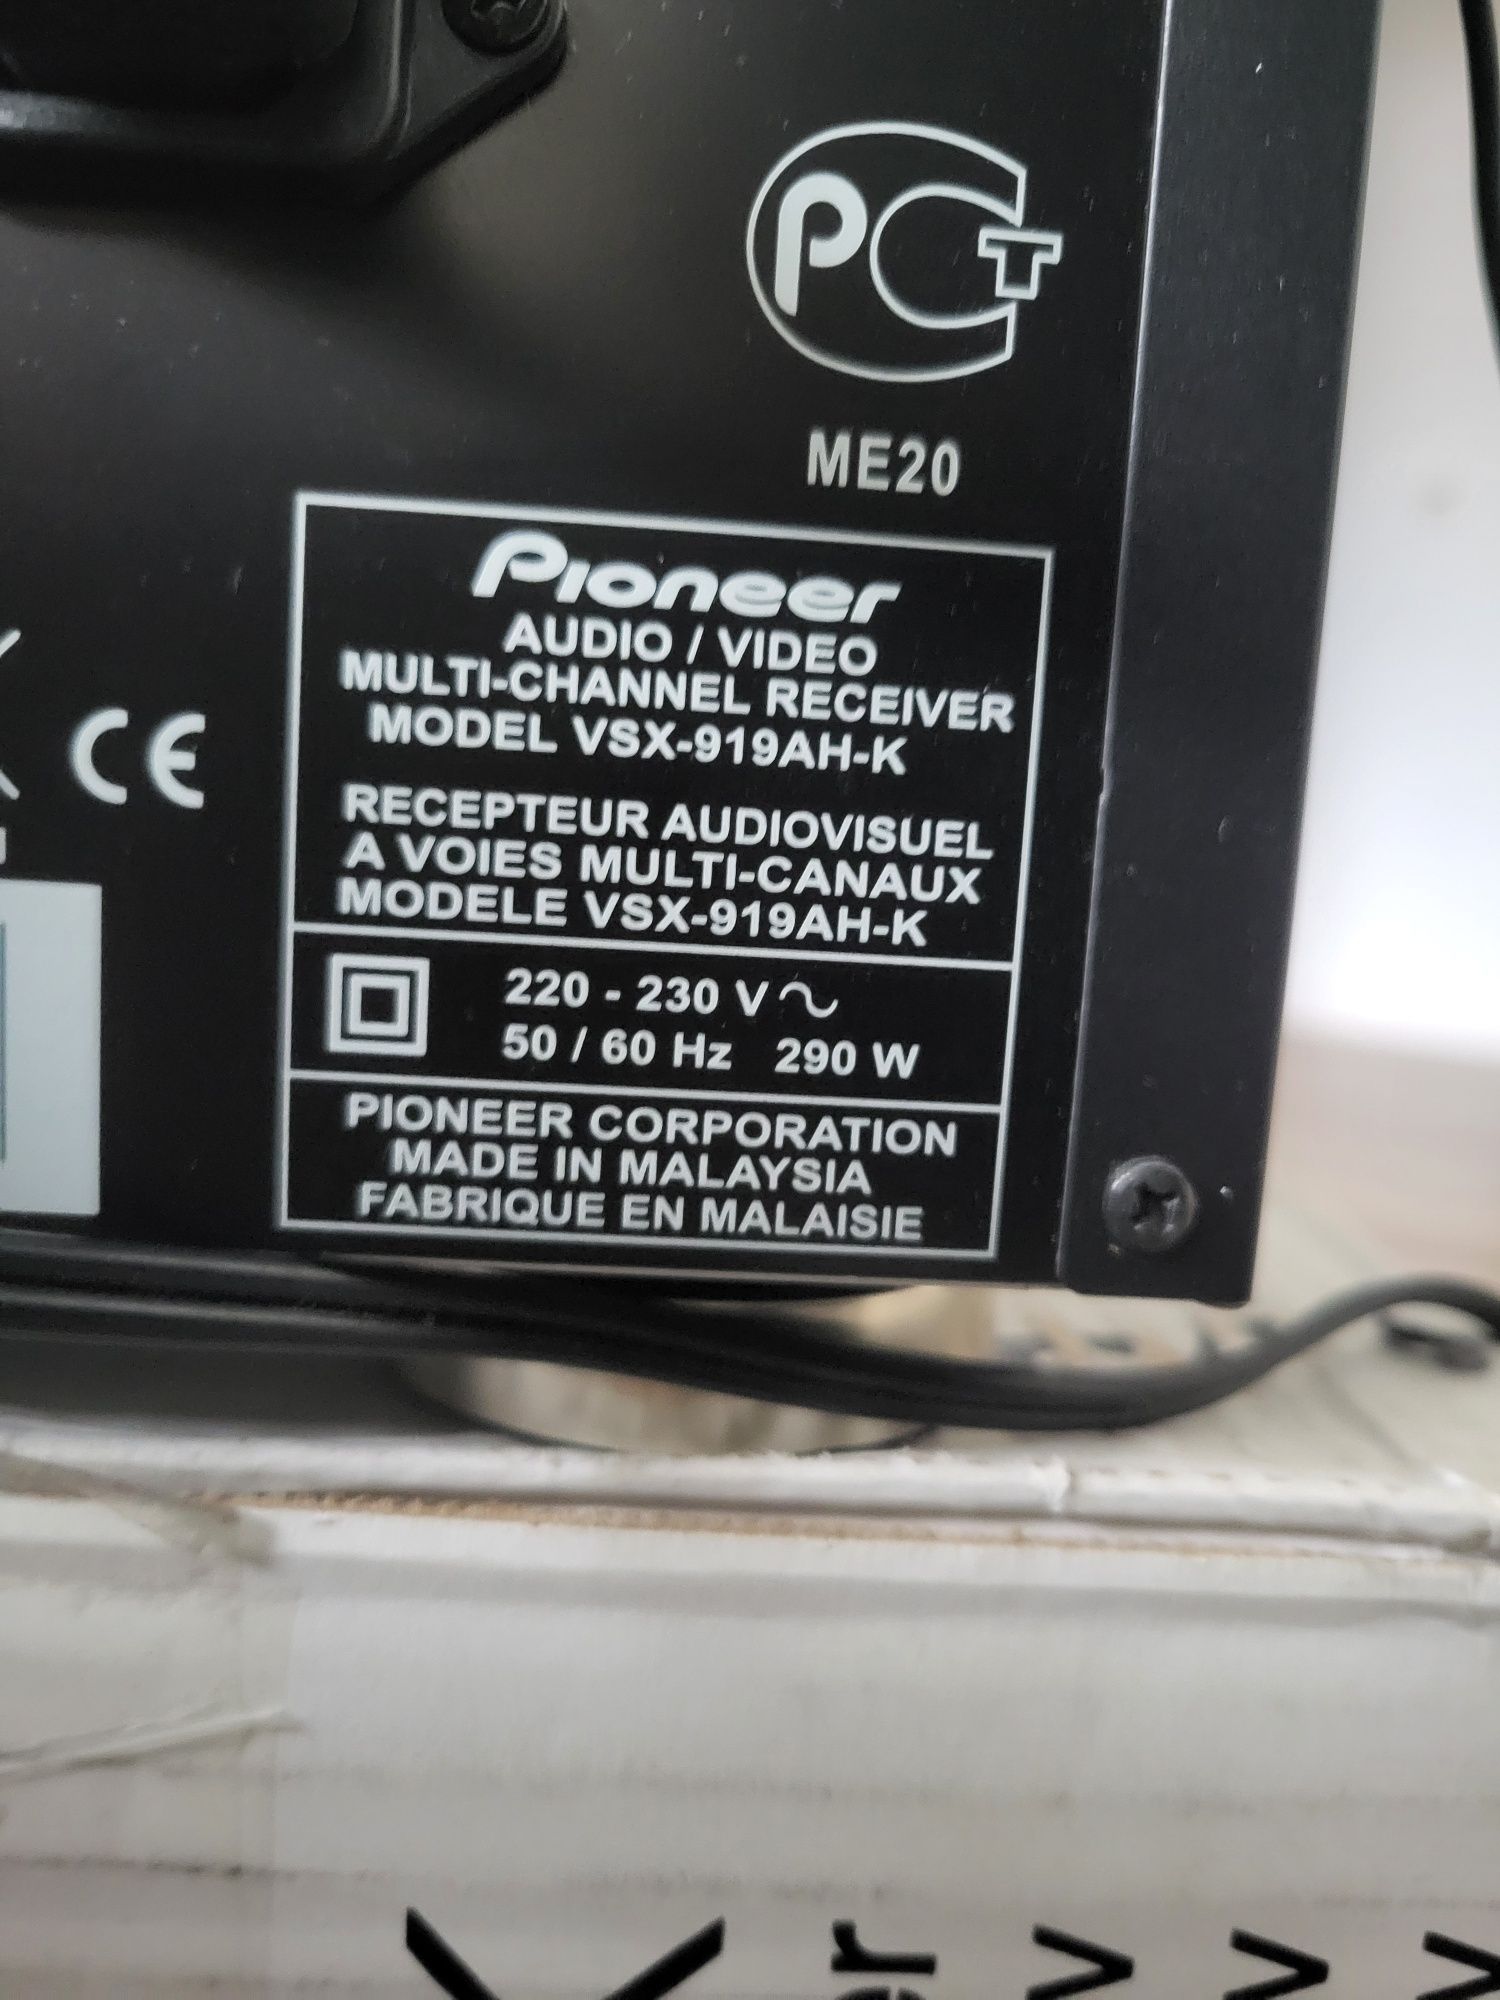 PCT
ME20
Pioneer
AUDIO / VIDEO
MULTI-CHANNEL RECEIVER
MODEL VSX-919AH-K
RECEPTEUR AUDIOVISUEL
A VOIES MULTI-CANAUX
MODELE VSX-919AH-K
CE
220 - 230 V ~
50 / 60 Hz 290 W
PIONEER CORPORATION
MADE IN MALAYSIA
FABRIQUE EN MALAISIE